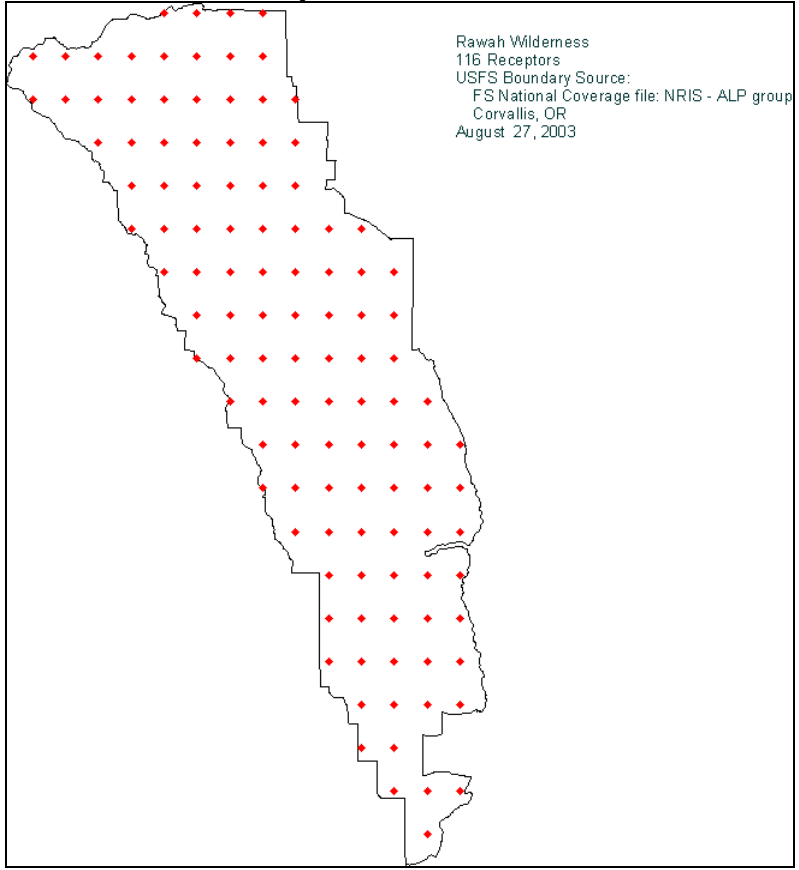 Rawah Wilderness
116 Receptors
USFS Boundary Source:
FS National Coverage file: NRIS - ALP group
Corvallis, OR
August 27, 2003